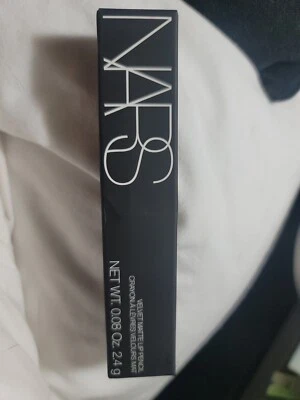 NARS
VELVET MATTE LIP PENCIL
CRAYON À LÈVRES VELOURS MAT
NET WT. 0.08 Oz. 2.4 g